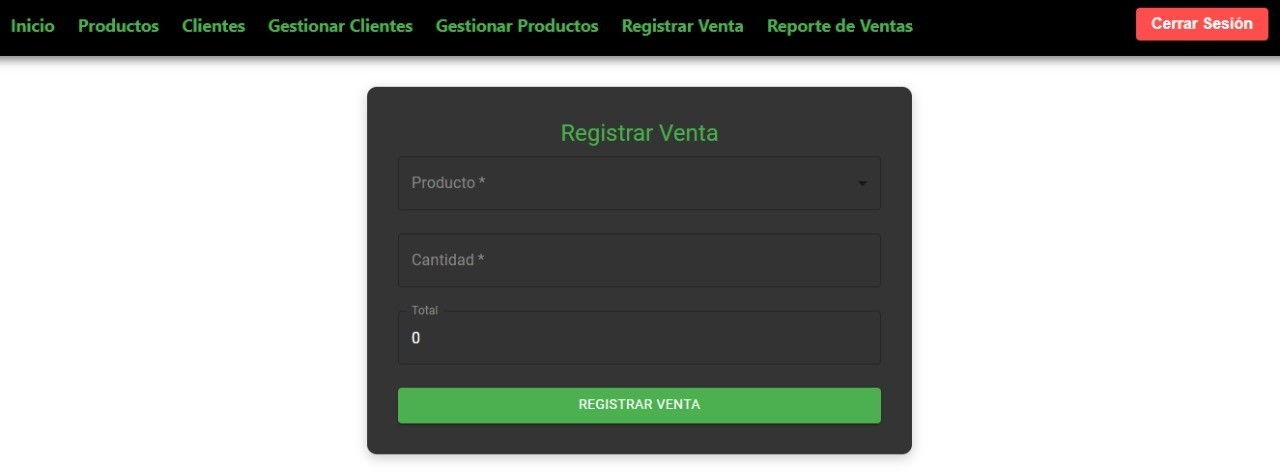 Inicio Productos Clientes Gestionar Clientes Gestionar Productos Registrar Venta Reporte de Ventas Cerrar Sesión
Registrar Venta
Producto *
Cantidad *
Total
0
REGISTRAR VENTA